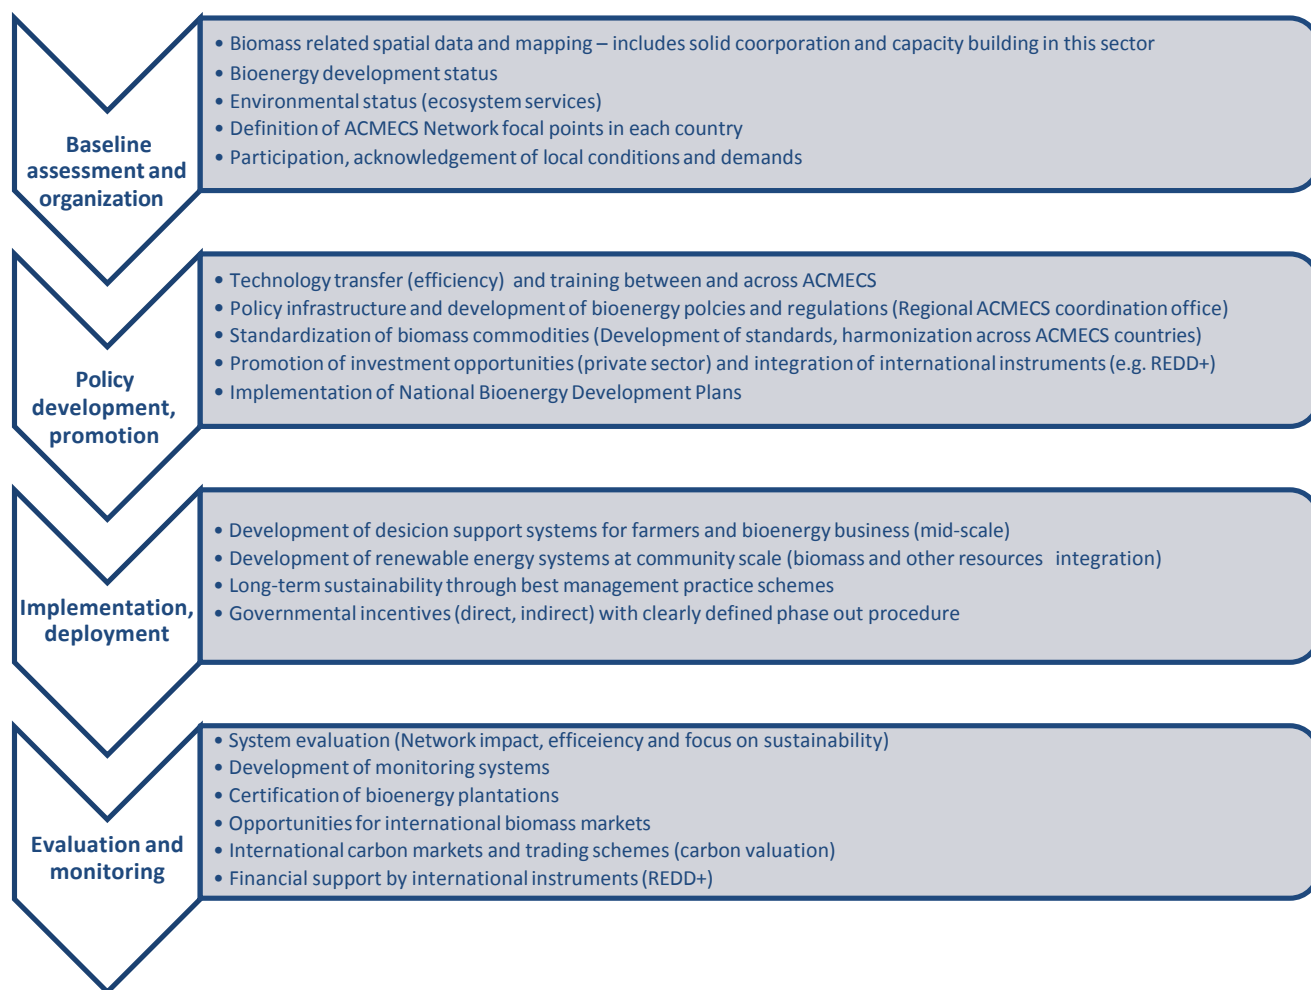 Baseline
assessment and
organization
• Biomass related spatial data and mapping – includes solid coorporation and capacity building in this sector
• Bioenergy development status
• Environmental status (ecosystem services)
• Definition of ACMECS Network focal points in each country
• Participation, acknowledgement of local conditions and demands
Policy
development,
promotion
• Technology transfer (efficiency) and training between and across ACMECS
• Policy infrastructure and development of bioenergy polcies and regulations (Regional ACMECS coordination office)
• Standardization of biomass commodities (Development of standards, harmonization across ACMECS countries)
• Promotion of investment opportunities (private sector) and integration of international instruments (e.g. REDD+)
• Implementation of National Bioenergy Development Plans
Implementation,
deployment
• Development of desicion support systems for farmers and bioenergy business (mid-scale)
• Development of renewable energy systems at community scale (biomass and other resources integration)
• Long-term sustainability through best management practice schemes
• Governmental incentives (direct, indirect) with clearly defined phase out procedure
Evaluation and
monitoring
• System evaluation (Network impact, efficeiency and focus on sustainability)
• Development of monitoring systems
• Certification of bioenergy plantations
• Opportunities for international biomass markets
• International carbon markets and trading schemes (carbon valuation)
• Financial support by international instruments (REDD+)